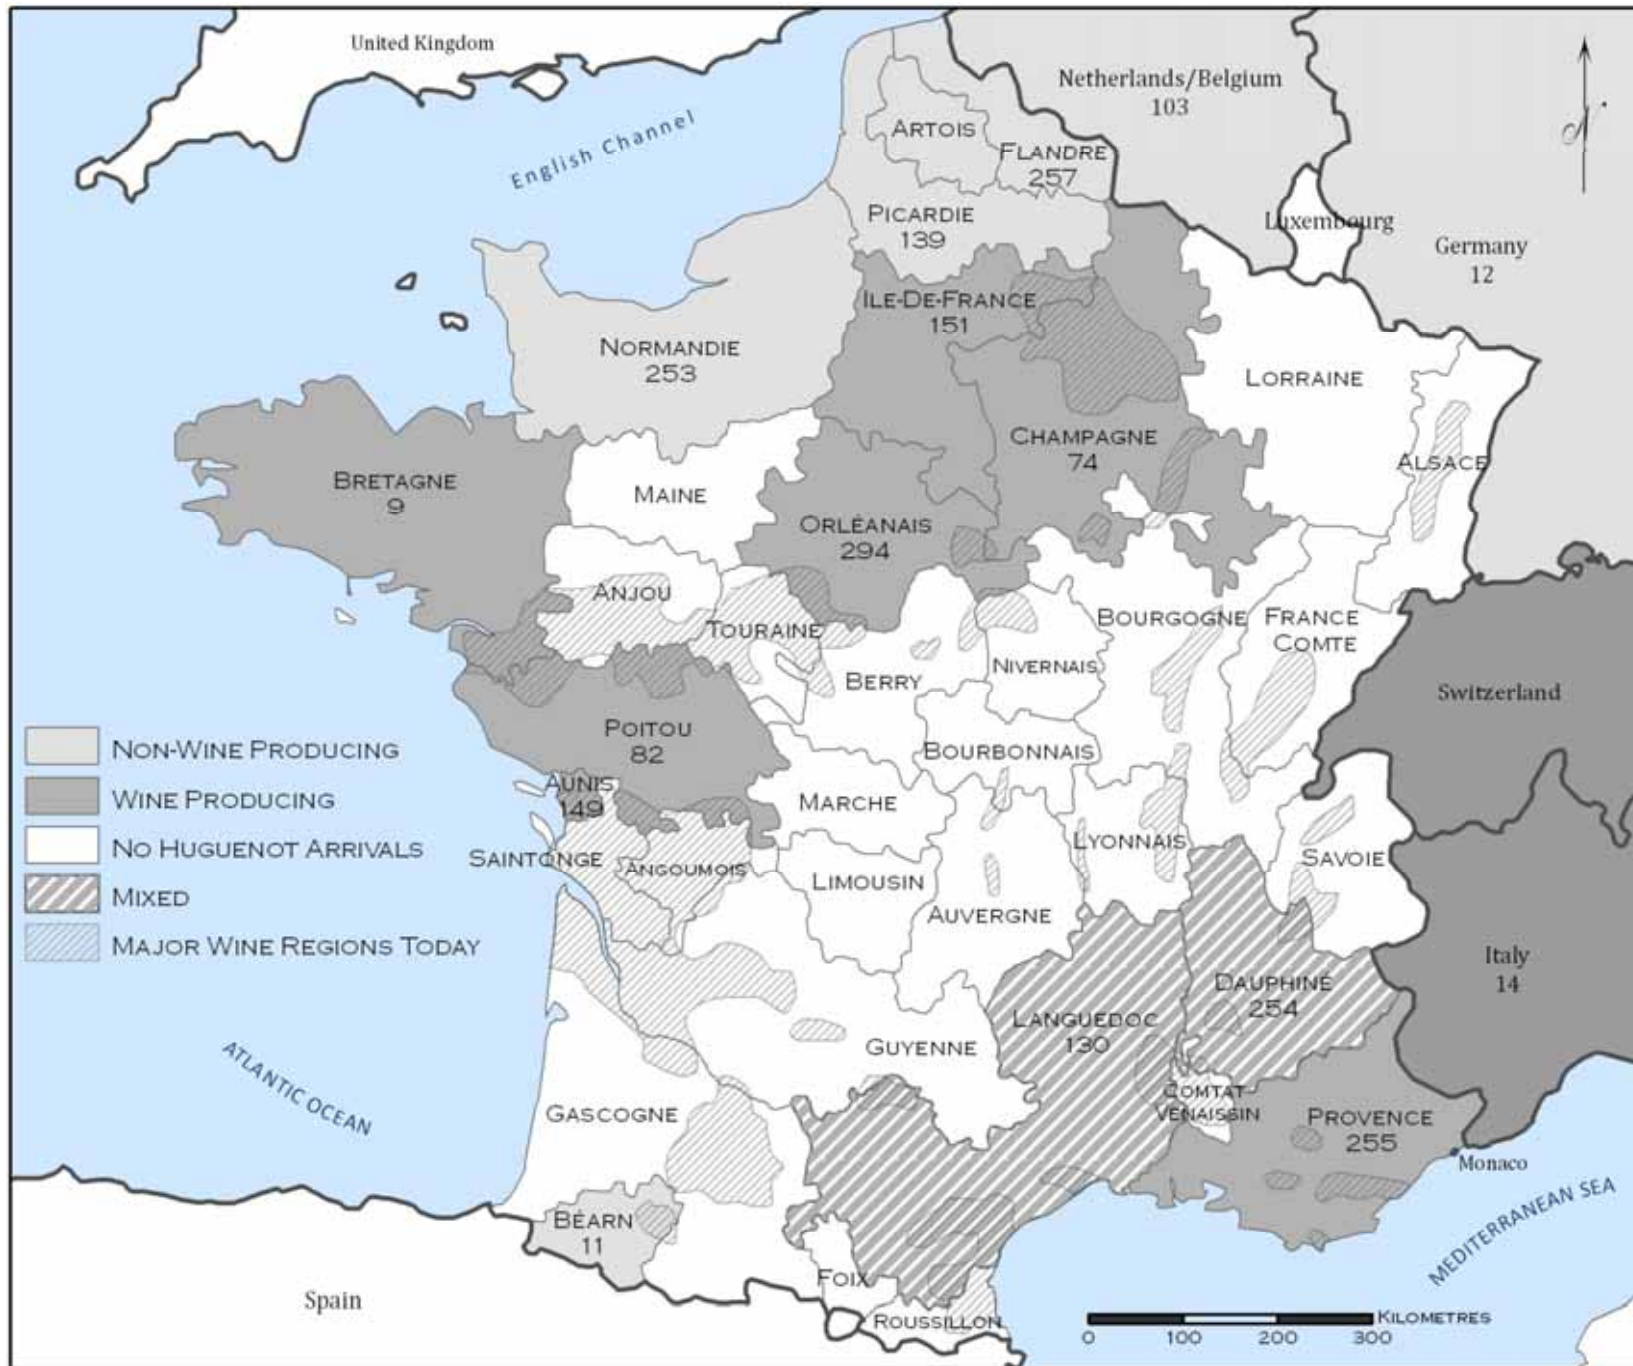 United Kingdom
English Channel
Netherlands/Belgium
103
ARTOIS
FLANDRE
257
PICARDIE
139
Luxembourg
Germany
12
ILE-DE-FRANCE
151
NORMANDIE
253
LORRAINE
CHAMPAGNE
74
ALSACE
BRETAGNE
9
MAINE
ORLÉANAIS
294
ANJOU
TOURAINE
BOURGOGNE
FRANCE
COMTE
NIVERNAIS
BERRY
Switzerland
POITOU
82
BOURBONNAIS
NON-WINE PRODUCING
WINE PRODUCING
NO HUGUENOT ARRIVALS
MIXED
MAJOR WINE REGIONS TODAY
AUNIS
149
MARCHE
LYONNAIS
SAVOIE
SAINTONGE
ANGOUMOIS
LIMOUSIN
AUVERGNE
Italy
14
DAUPHINÉ
254
LANGUEDOC
130
GUYENNE
ATLANTIC OCEAN
COMTAT
VENAISSIN
GASCOGNE
PROVENCE
255
Monaco
MEDITERRANEAN SEA
BÉARN
11
FOIX
Spain
ROUSSILLON
KILOMETRES
0 100 200 300
N